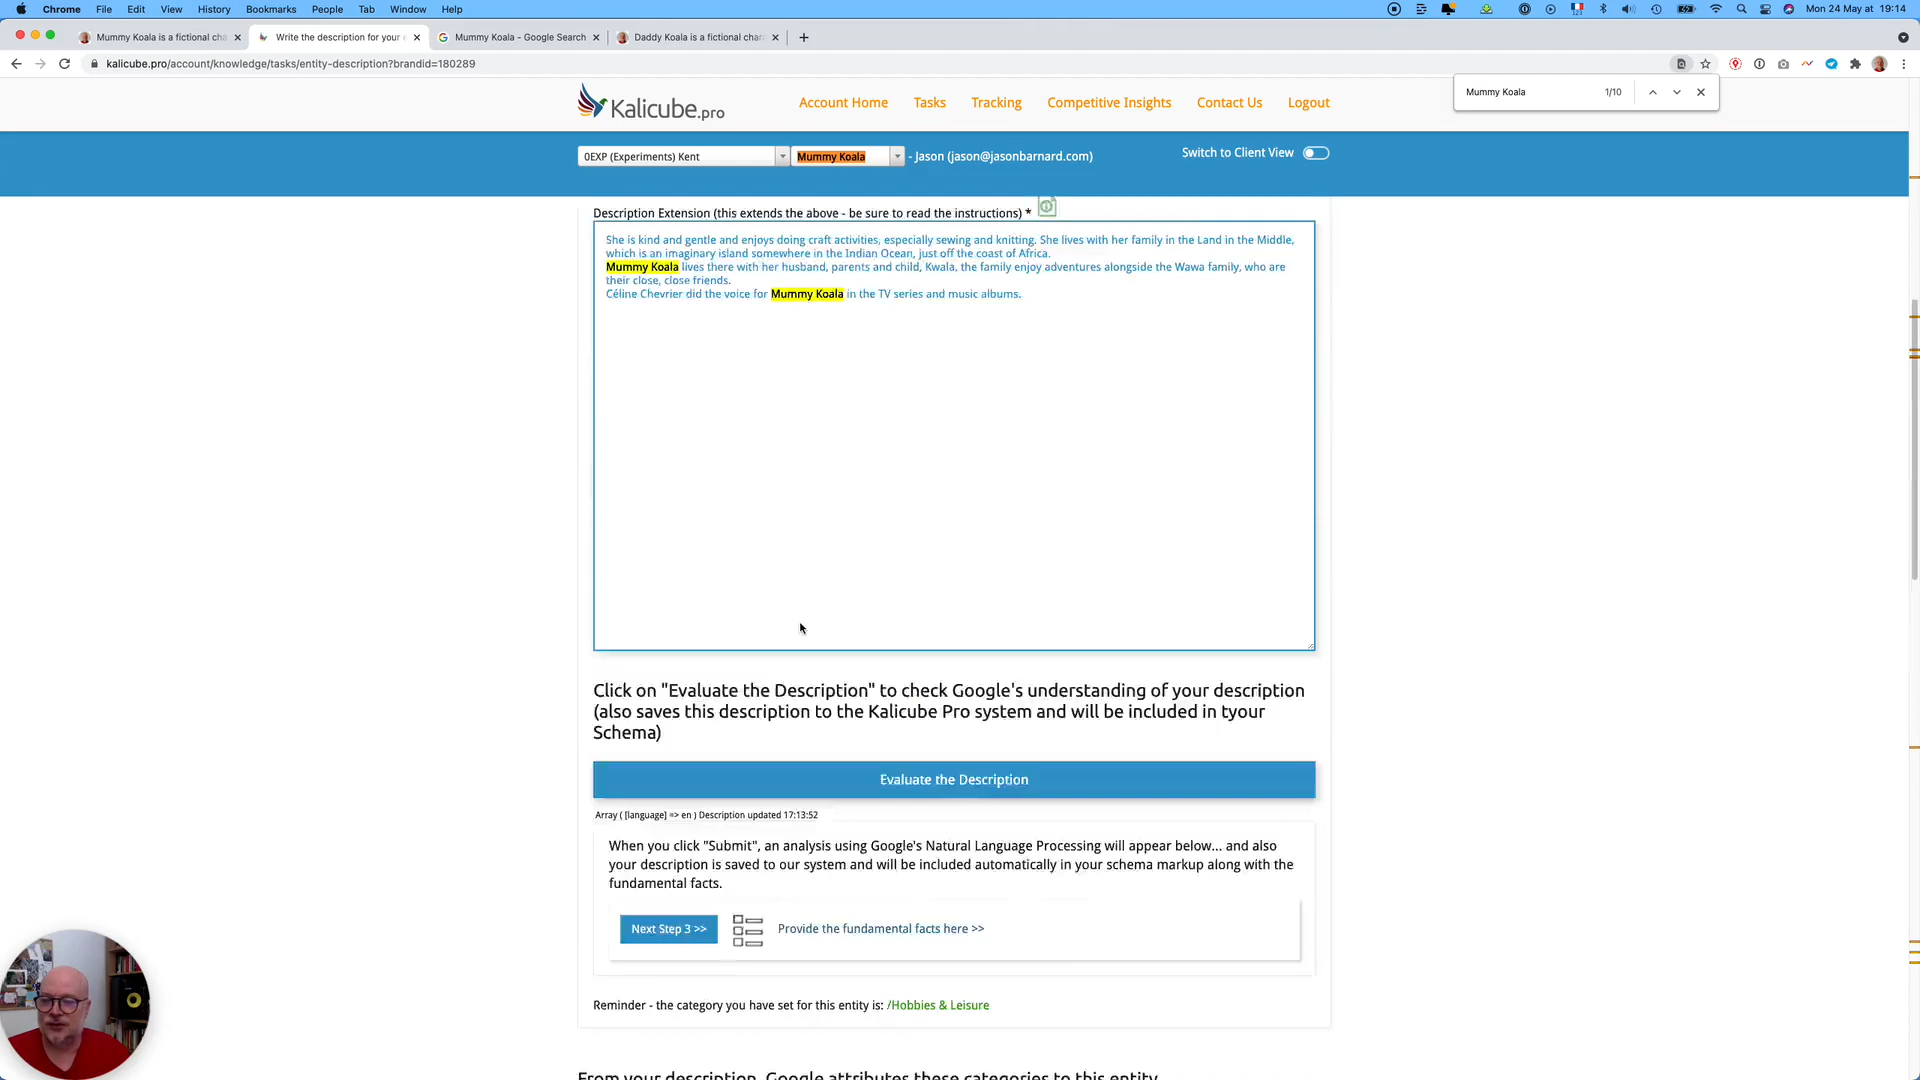 Chrome File Edit View History Bookmarks People Tab Window Help
Mon 24 May at 19:14
Mummy Koala is a fictional cha
Write the description for your
Mummy Koala - Google Search
Daddy Koala is a fictional char
kalicube.pro/account/knowledge/tasks/entity-description?brandid=180289
Mummy Koala 1/10
Kalicube.pro
Account Home Tasks Tracking Competitive Insights Contact Us Logout
0EXP (Experiments) Kent Mummy Koala - Jason (jason@jasonbarnard.com) Switch to Client View
Description Extension (this extends the above - be sure to read the instructions) *
She is kind and gentle and enjoys doing craft activities, especially sewing and knitting. She lives with her family in the Land in the Middle,
which is an imaginary island somewhere in the Indian Ocean, just off the coast of Africa.
Mummy Koala lives there with her husband, parents and child, Kwala, the family enjoy adventures alongside the Wawa family, who are
their close, close friends.
Céline Chevrier did the voice for Mummy Koala in the TV series and music albums.
Click on "Evaluate the Description" to check Google's understanding of your description
(also saves this description to the Kalicube Pro system and will be included in tyour
Schema)
Evaluate the Description
Array ( [language] => en ) Description updated 17:13:52
When you click "Submit", an analysis using Google's Natural Language Processing will appear below... and also
your description is saved to our system and will be included automatically in your schema markup along with the
fundamental facts.
Next Step 3 >> Provide the fundamental facts here >>
Reminder - the category you have set for this entity is: /Hobbies & Leisure
From your description, Google attributes these categories to this entity